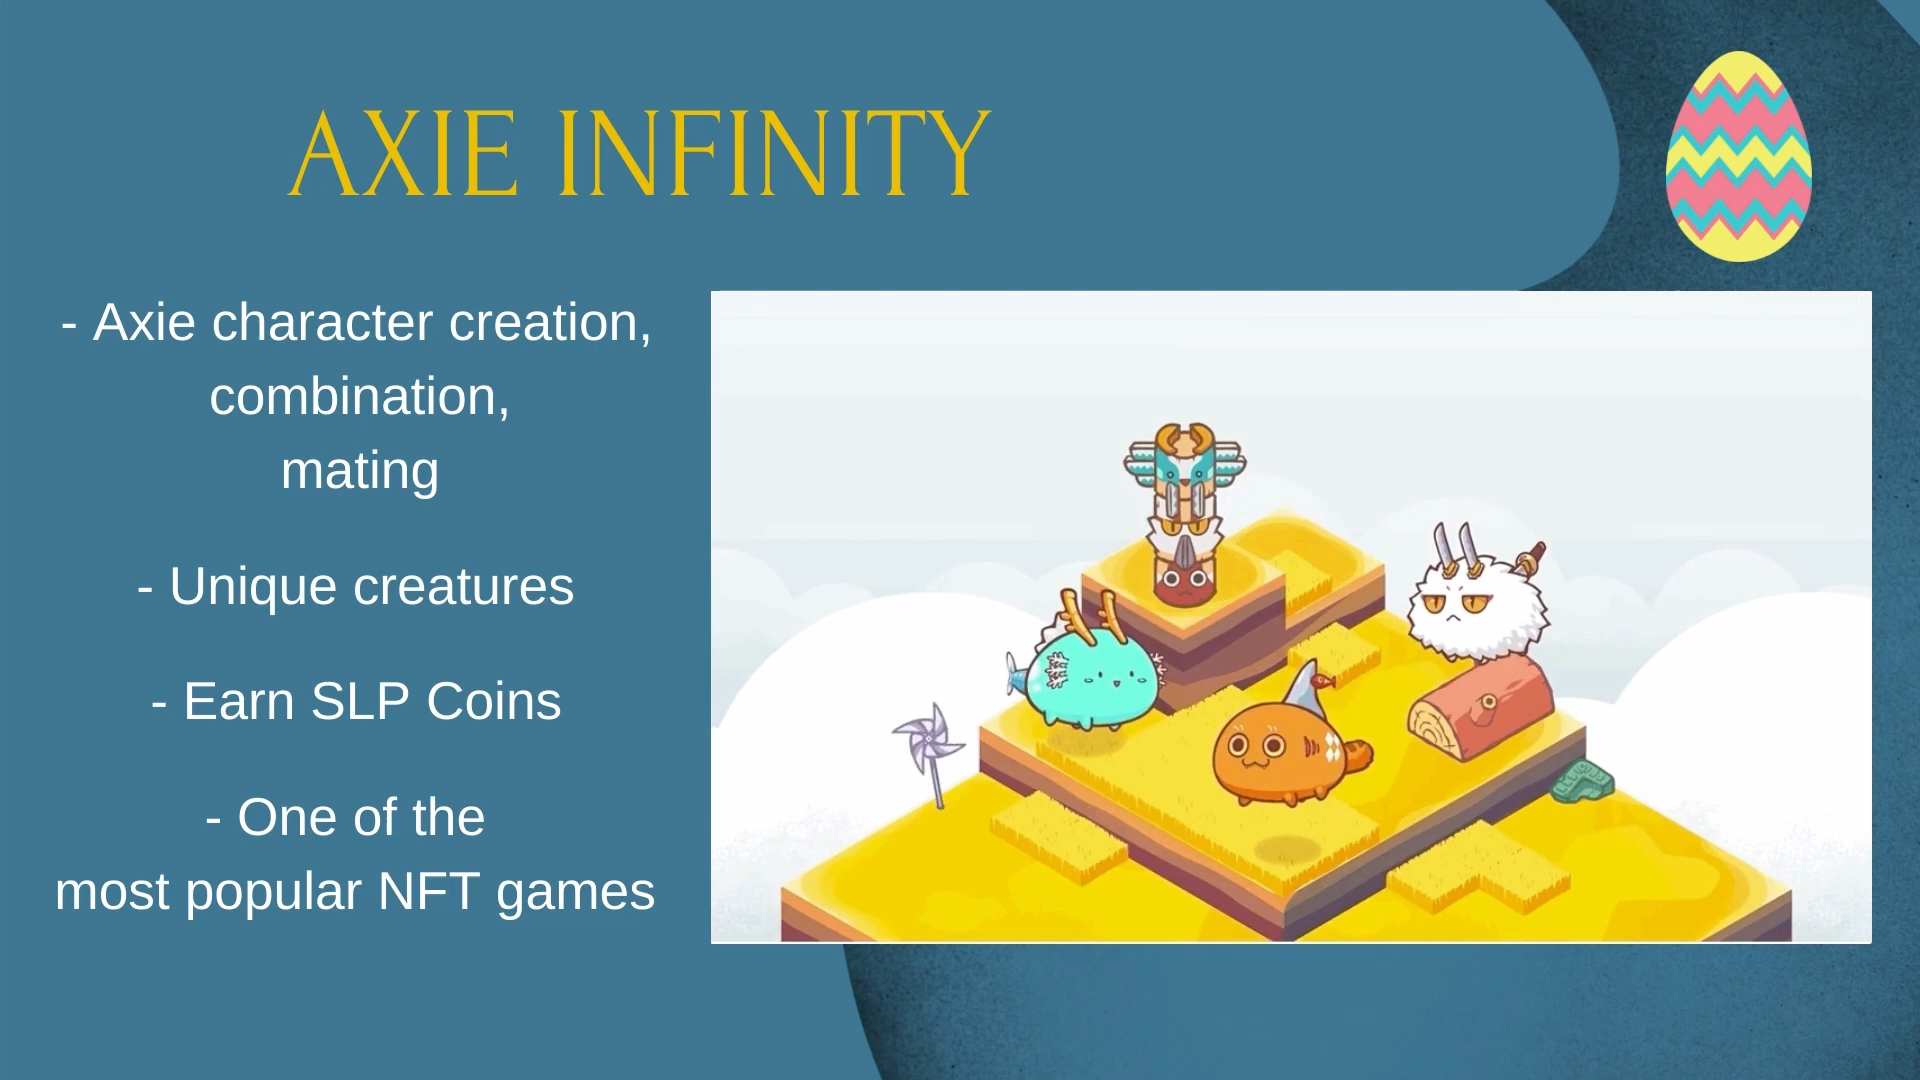 AXIE INFINITY
- Axie character creation,
combination,
mating
- Unique creatures
- Earn SLP Coins
- One of the
most popular NFT games